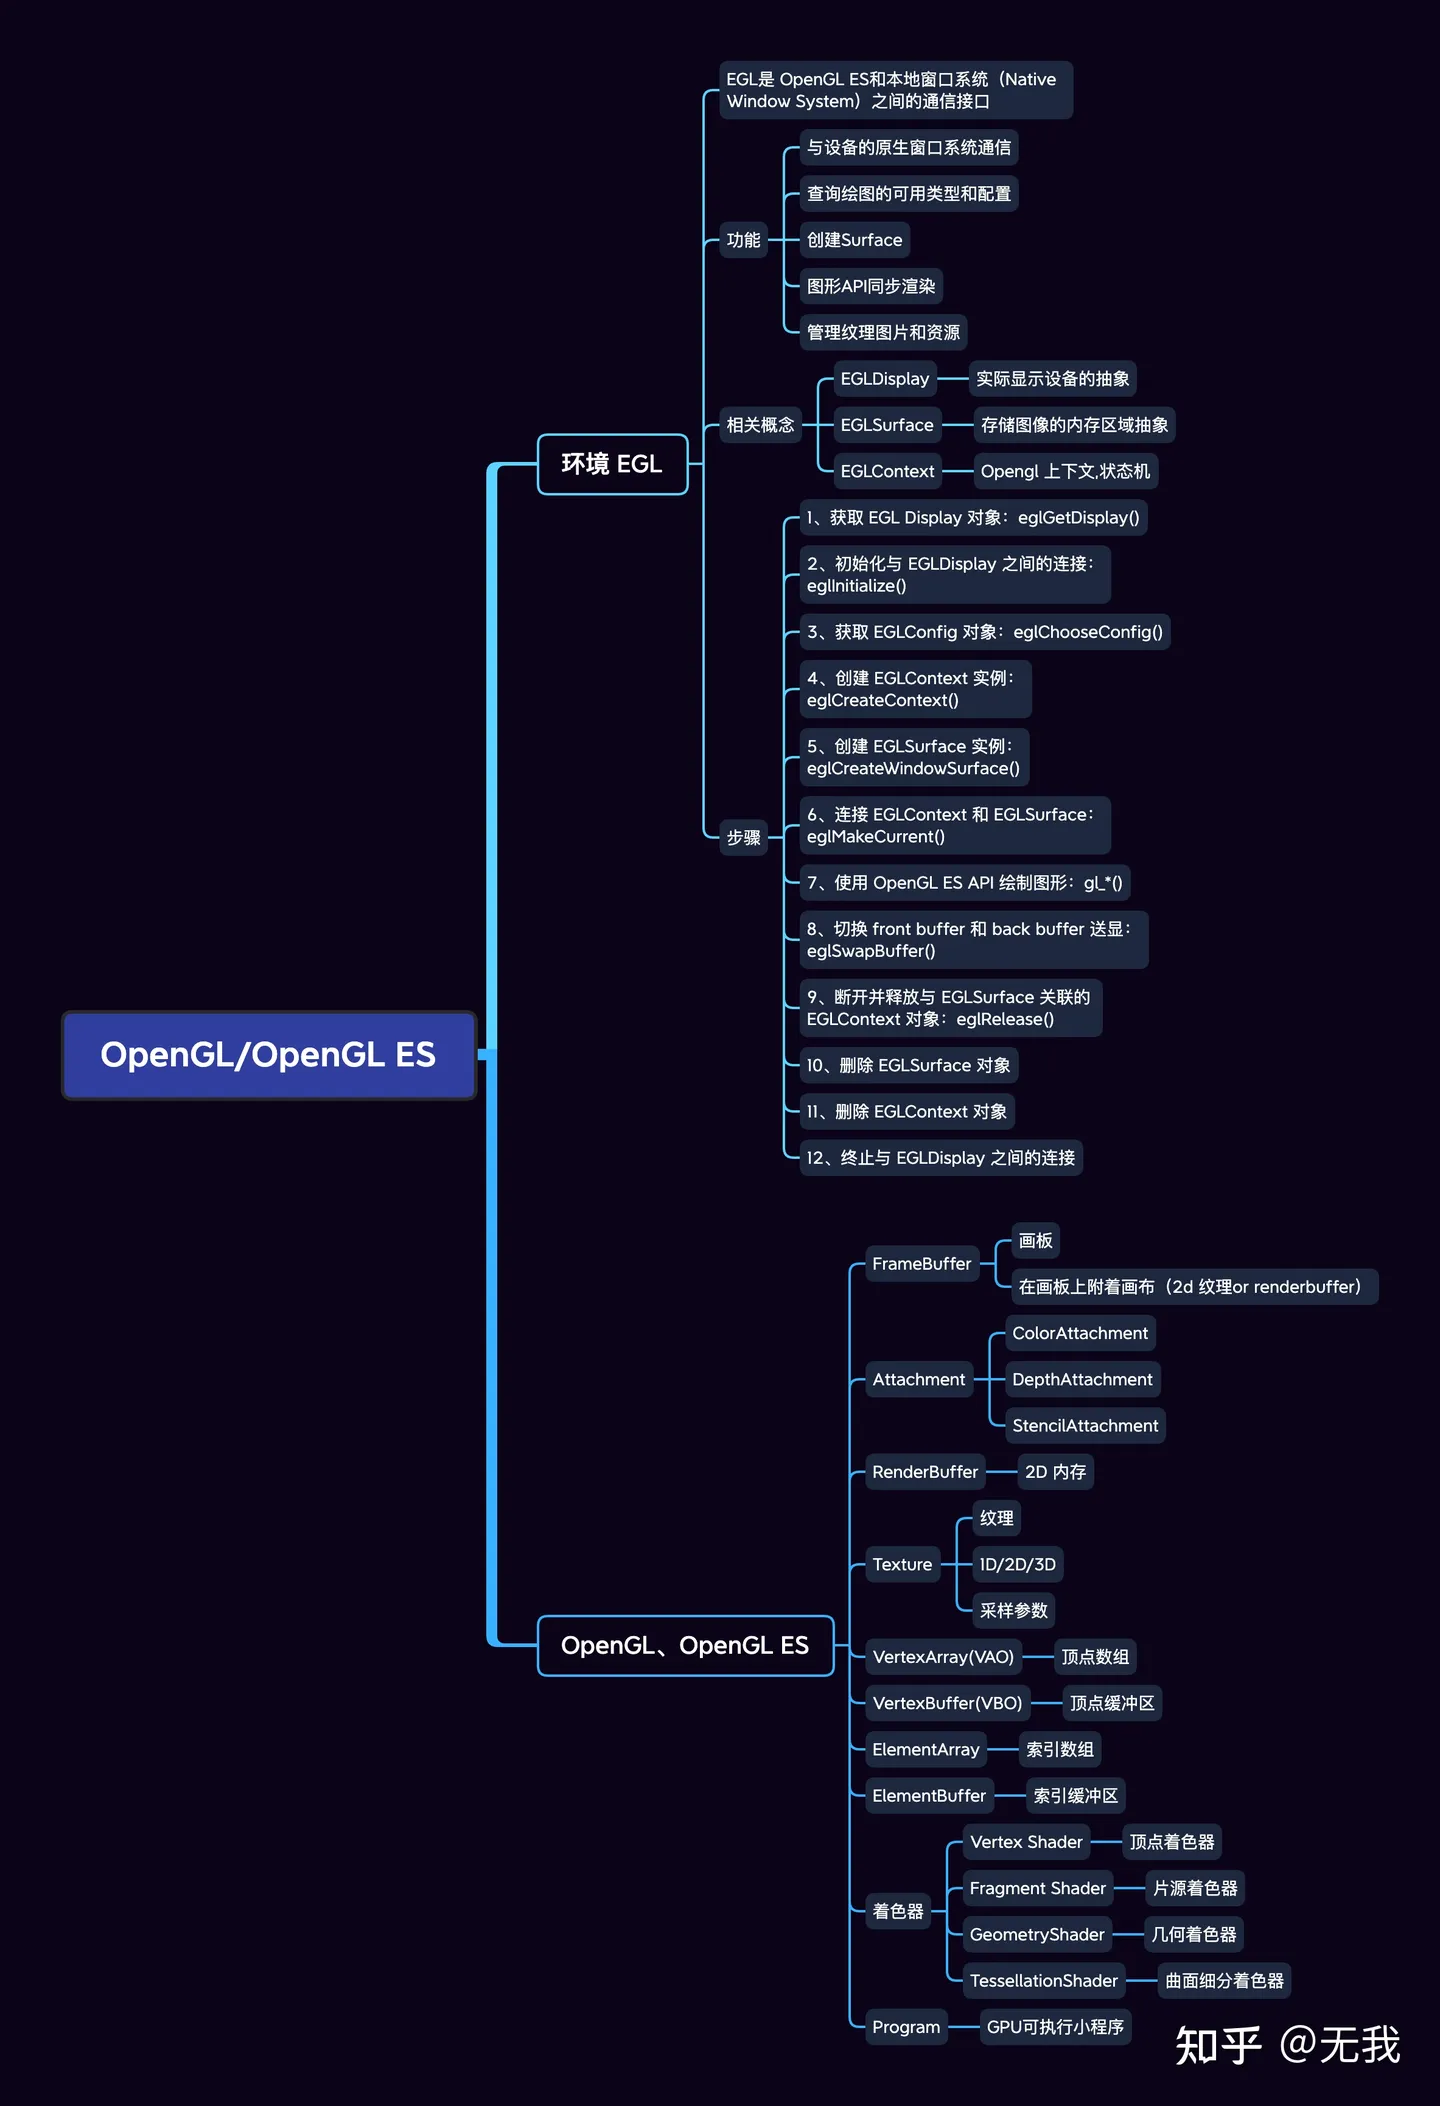 EGL是 OpenGL ES和本地窗口系统（Native
Window System）之间的通信接口
与设备的原生窗口系统通信
查询绘图的可用类型和配置
功能
创建Surface
图形API同步渲染
管理纹理图片和资源
EGLDisplay
实际显示设备的抽象
相关概念
EGLSurface
存储图像的内存区域抽象
EGLContext
Opengl 上下文,状态机
环境 EGL
1、获取 EGL Display 对象：eglGetDisplay()
2、初始化与 EGLDisplay 之间的连接：
eglInitialize()
3、获取 EGLConfig 对象：eglChooseConfig()
4、创建 EGLContext 实例：
eglCreateContext()
5、创建 EGLSurface 实例：
eglCreateWindowSurface()
6、连接 EGLContext 和 EGLSurface：
eglMakeCurrent()
步骤
7、使用 OpenGL ES API 绘制图形：gl_*()
8、切换 front buffer 和 back buffer 送显：
eglSwapBuffer()
9、断开并释放与 EGLSurface 关联的
EGLContext 对象：eglRelease()
10、删除 EGLSurface 对象
11、删除 EGLContext 对象
12、终止与 EGLDisplay 之间的连接
OpenGL/OpenGL ES
FrameBuffer
画板
在画板上附着画布（2d 纹理or renderbuffer）
Attachment
ColorAttachment
DepthAttachment
StencilAttachment
RenderBuffer
2D 内存
Texture
纹理
1D/2D/3D
采样参数
OpenGL、OpenGL ES
VertexArray(VAO)
顶点数组
VertexBuffer(VBO)
顶点缓冲区
ElementArray
索引数组
ElementBuffer
索引缓冲区
着色器
Vertex Shader
顶点着色器
Fragment Shader
片源着色器
GeometryShader
几何着色器
TessellationShader
曲面细分着色器
Program
GPU可执行小程序
知乎 @无我